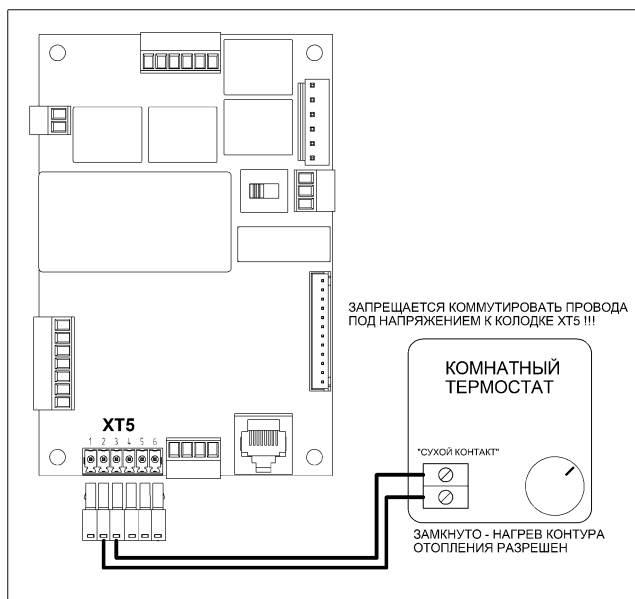 ЗАПРЕЩАЕТСЯ КОММУТИРОВАТЬ ПРОВОДА
ПОД НАПРЯЖЕНИЕМ К КОЛОДКЕ XT5 !!!
КОМНАТНЫЙ
ТЕРМОСТАТ
XT5
1 2 3 4 5 6
"СУХОЙ КОНТАКТ"
ЗАМКНУТО - НАГРЕВ КОНТУРА
ОТОПЛЕНИЯ РАЗРЕШЕН